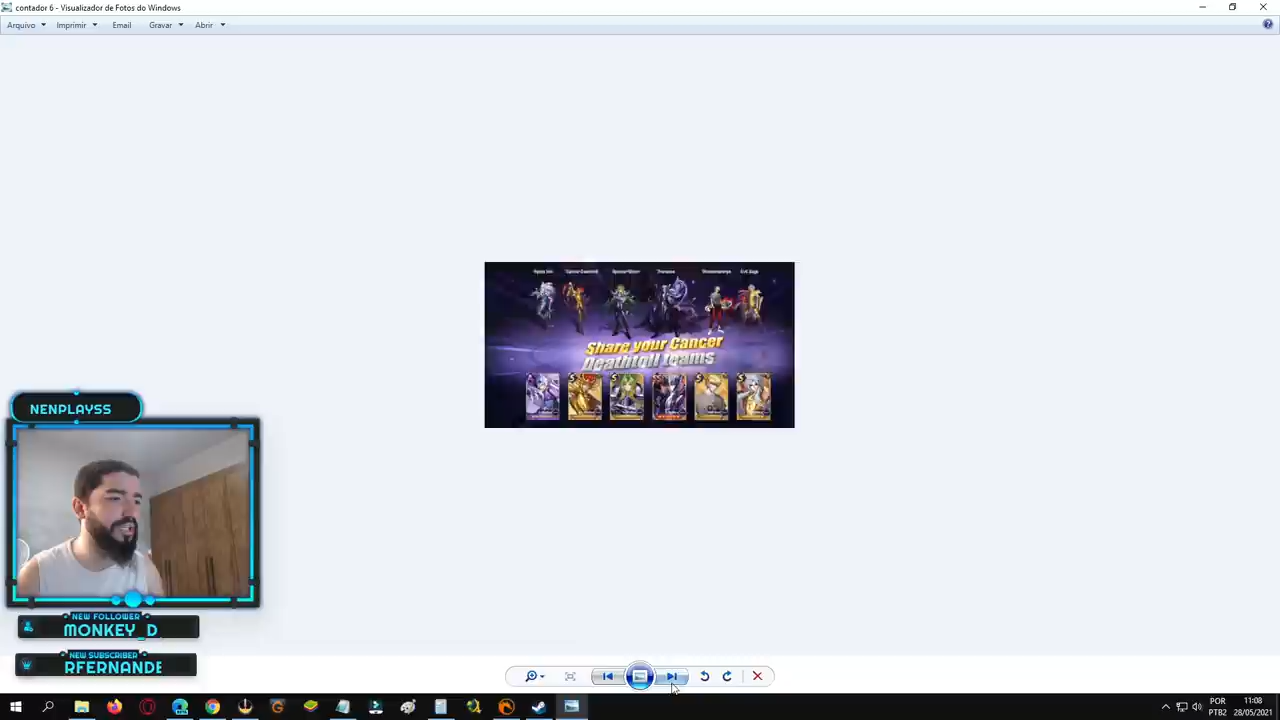 contador 6 - Visualizador de Fotos do Windows
Arquivo
Imprimir
Email
Gravar
Abrir
Share your Cancer
Deathtoll teams
NENPLAYSS
NEW FOLLOWER
MONKEY_D
NEW SUBSCRIBER
RFERNANDE
POR
PTB2
11:08
28/05/2021